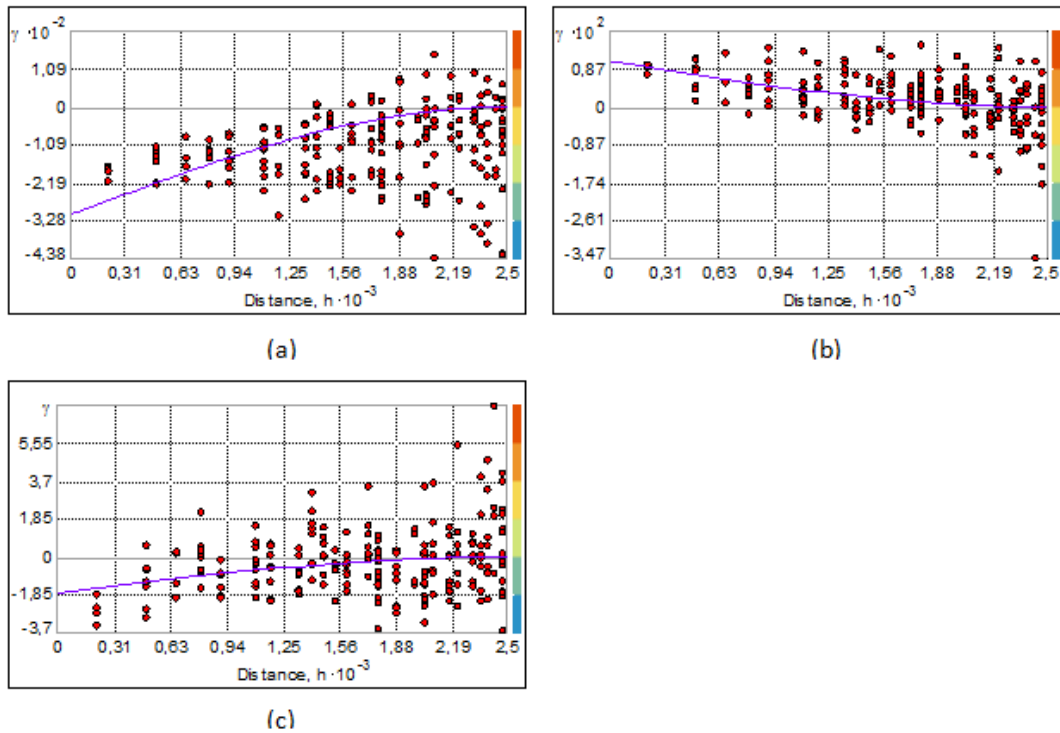 γ ·10⁻²
1,09
0
-1,09
-2,19
-3,28
-4,38
0 0,31 0,63 0,94 1,25 1,56 1,88 2,19 2,5
Distance, h ·10⁻³
(a)
γ ·10²
0,87
0
-0,87
-1,74
-2,61
-3,47
0 0,31 0,63 0,94 1,25 1,56 1,88 2,19 2,5
Distance, h ·10⁻³
(b)
γ
5,55
3,7
1,85
0
-1,85
-3,7
0 0,31 0,63 0,94 1,25 1,56 1,88 2,19 2,5
Distance, h ·10⁻³
(c)